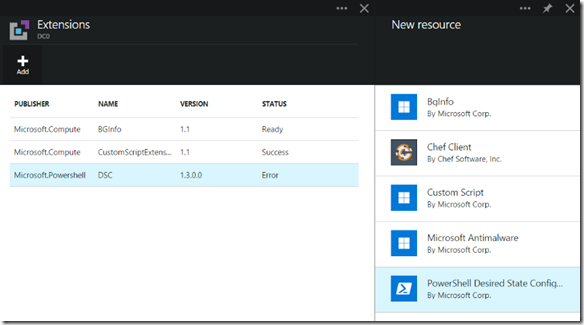 Extensions
DC0
Add
PUBLISHER NAME VERSION STATUS
Microsoft.Compute BGInfo 1.1 Ready
Microsoft.Compute CustomScriptExtens... 1.1 Success
Microsoft.Powershell DSC 1.3.0.0 Error
New resource
BgInfo
By Microsoft Corp.
Chef Client
By Chef Software, Inc.
Custom Script
By Microsoft Corp.
Microsoft Antimalware
By Microsoft Corp.
PowerShell Desired State Config...
By Microsoft Corp.